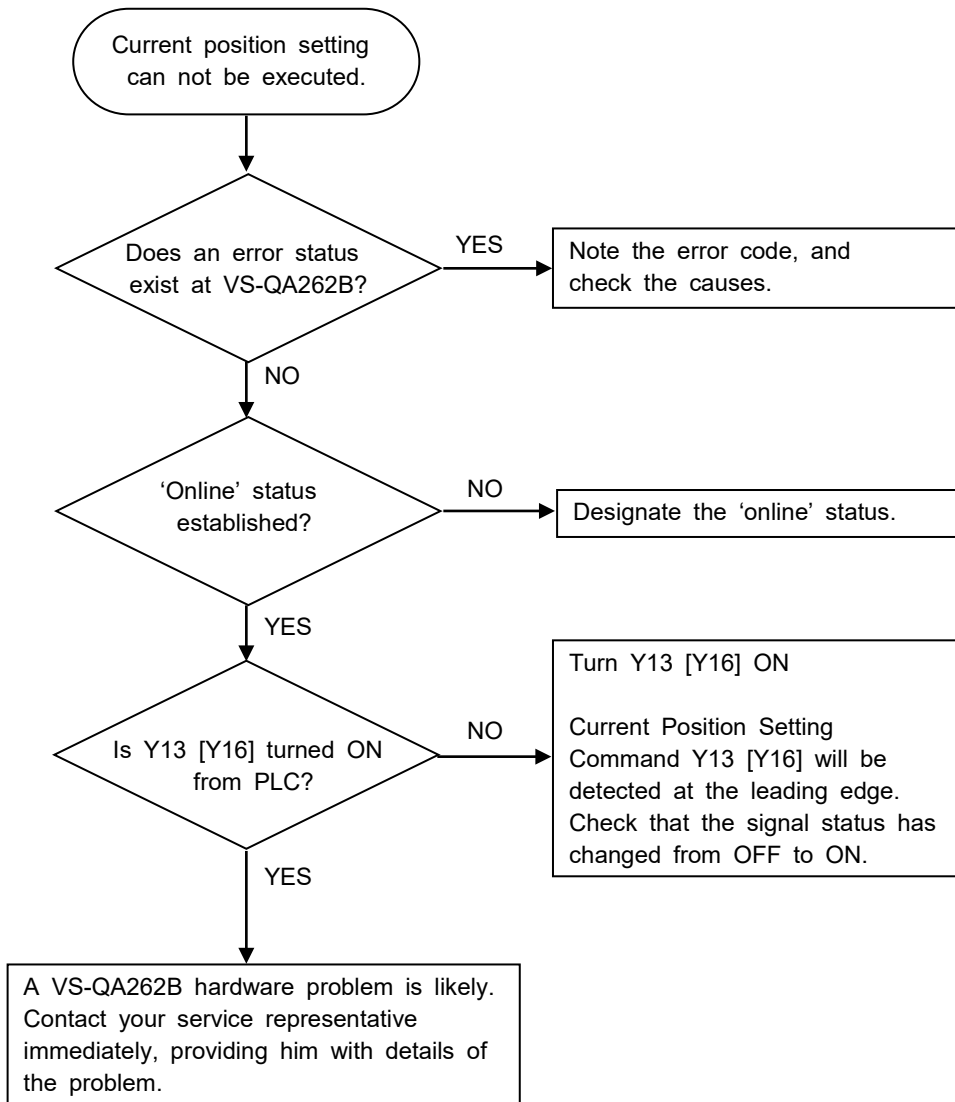 Current position setting
can not be executed.
Does an error status
exist at VS-QA262B?
YES
Note the error code, and
check the causes.
NO
‘Online’ status
established?
NO
Designate the ‘online’ status.
YES
Is Y13 [Y16] turned ON
from PLC?
NO
Turn Y13 [Y16] ON
Current Position Setting
Command Y13 [Y16] will be
detected at the leading edge.
Check that the signal status has
changed from OFF to ON.
YES
A VS-QA262B hardware problem is likely.
Contact your service representative
immediately, providing him with details of
the problem.